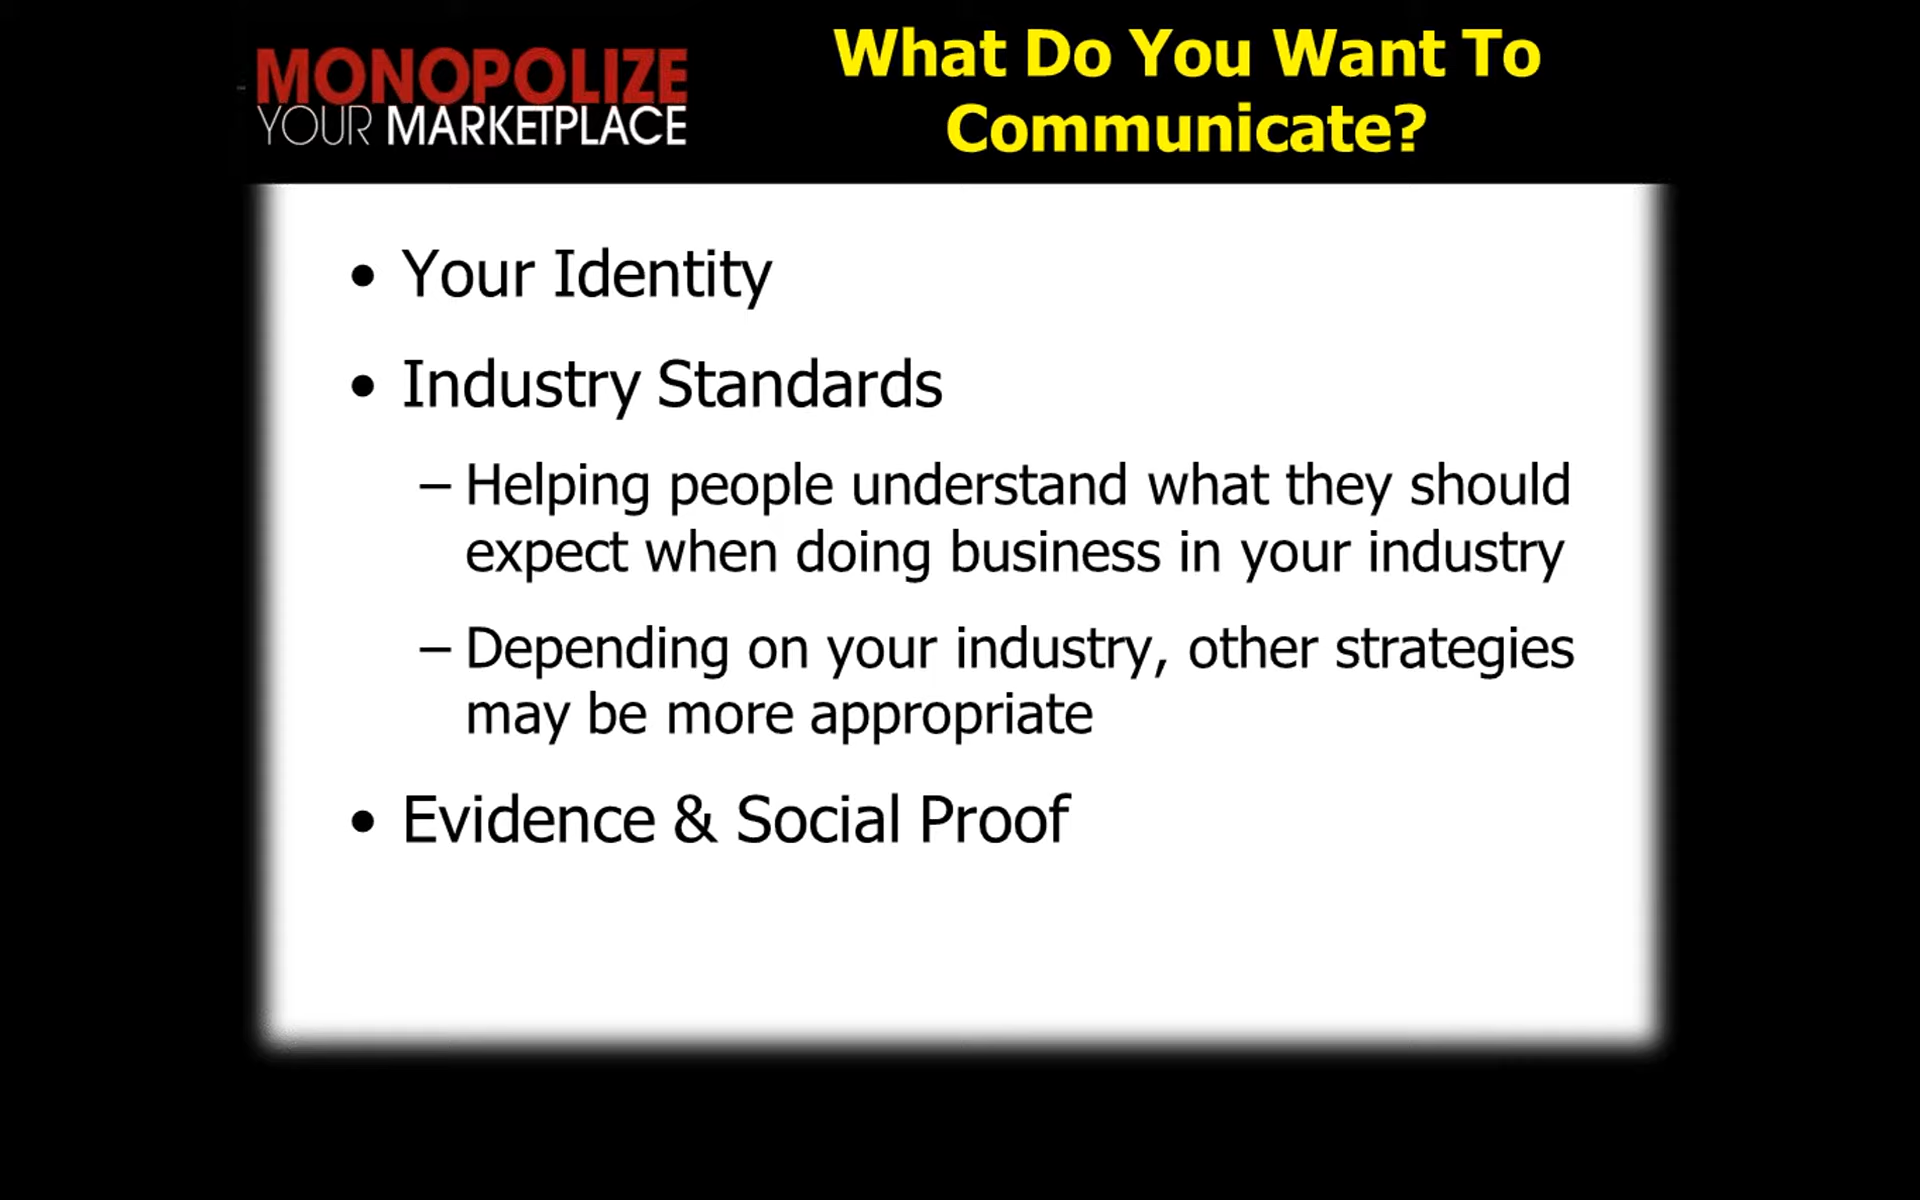 MONOPOLIZE
YOUR MARKETPLACE
What Do You Want To
Communicate?
• Your Identity
• Industry Standards
– Helping people understand what they should
expect when doing business in your industry
– Depending on your industry, other strategies
may be more appropriate
• Evidence & Social Proof